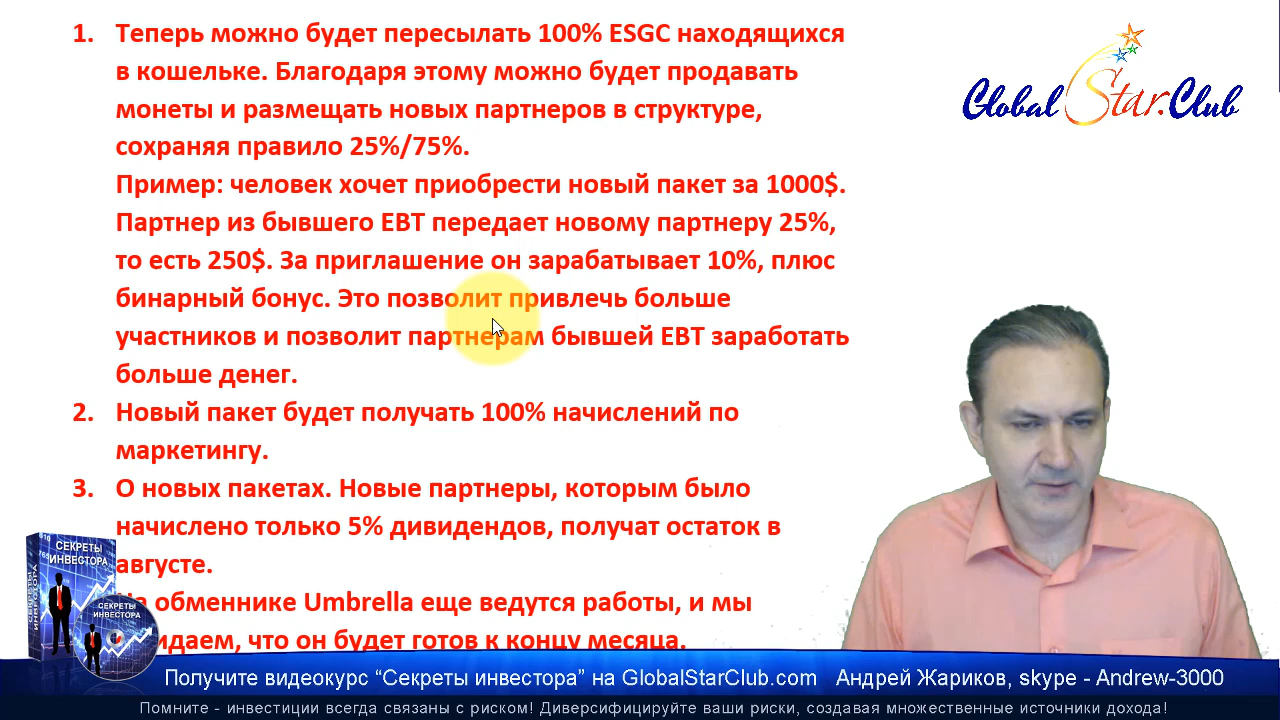 1. Теперь можно будет пересылать 100% ESGC находящихся
в кошельке. Благодаря этому можно будет продавать
монеты и размещать новых партнеров в структуре,
сохраняя правило 25%/75%.
Пример: человек хочет приобрести новый пакет за 1000$.
Партнер из бывшего ЕВТ передает новому партнеру 25%,
то есть 250$. За приглашение он зарабатывает 10%, плюс
бинарный бонус. Это позволит привлечь больше
участников и позволит партнерам бывшей ЕВТ заработать
больше денег.
2. Новый пакет будет получать 100% начислений по
маркетингу.
3. О новых пакетах. Новые партнеры, которым было
начислено только 5% дивидендов, получат остаток в
августе.
обменнике Umbrella еще ведутся работы, и мы
что он будет готов к концу месяца.
Global Star.Club
СЕКРЕТЫ
ИНВЕСТОРА
СЕКРЕТЫ
ИНВЕСТОРА
СЕКРЕТЫ
ИНВЕСТОРА
Получите видеокурс “Секреты инвестора” на GlobalStarClub.com Андрей Жариков, skype - Andrew-3000
Помните - инвестиции всегда связаны с риском! Диверсифицируйте ваши риски, создавая множественные источники дохода!